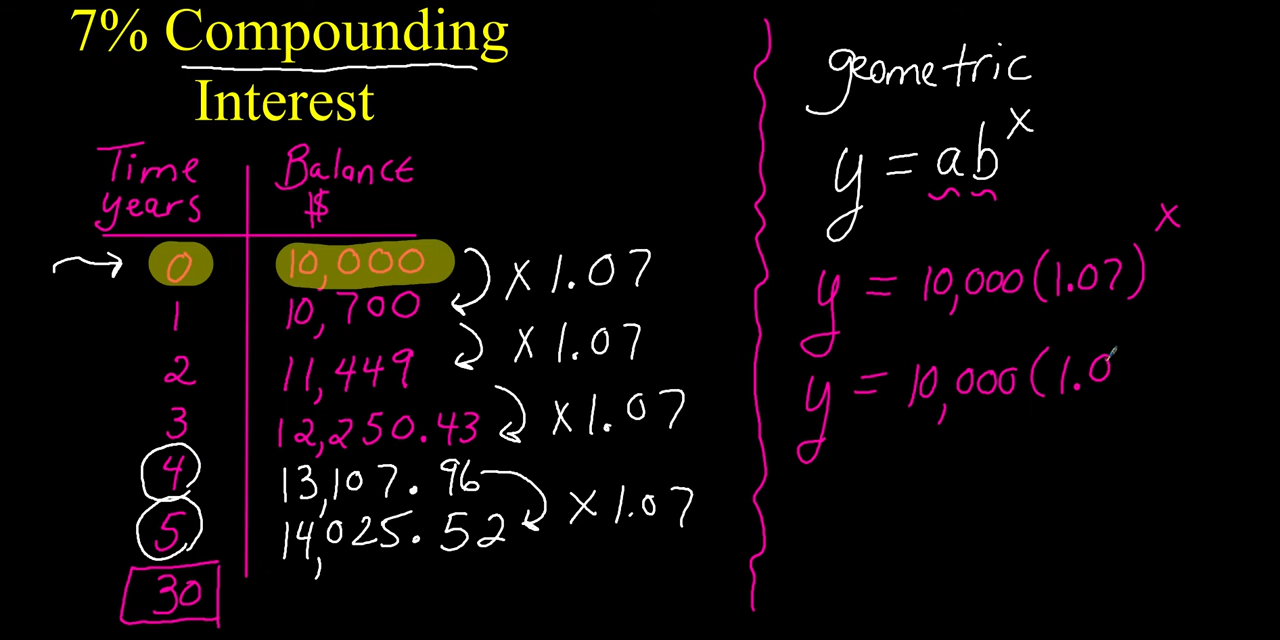 7% Compounding
Interest
Time years | Balance $
0 | 10,000 × 1.07
1 | 10,700
× 1.07
2 | 11,449
× 1.07
3 | 12,250.43
4 | 13,107.96
× 1.07
5 | 14,025.52
30
geometric
y = ab^x
y = 10,000(1.07)^x
y = 10,000(1.0